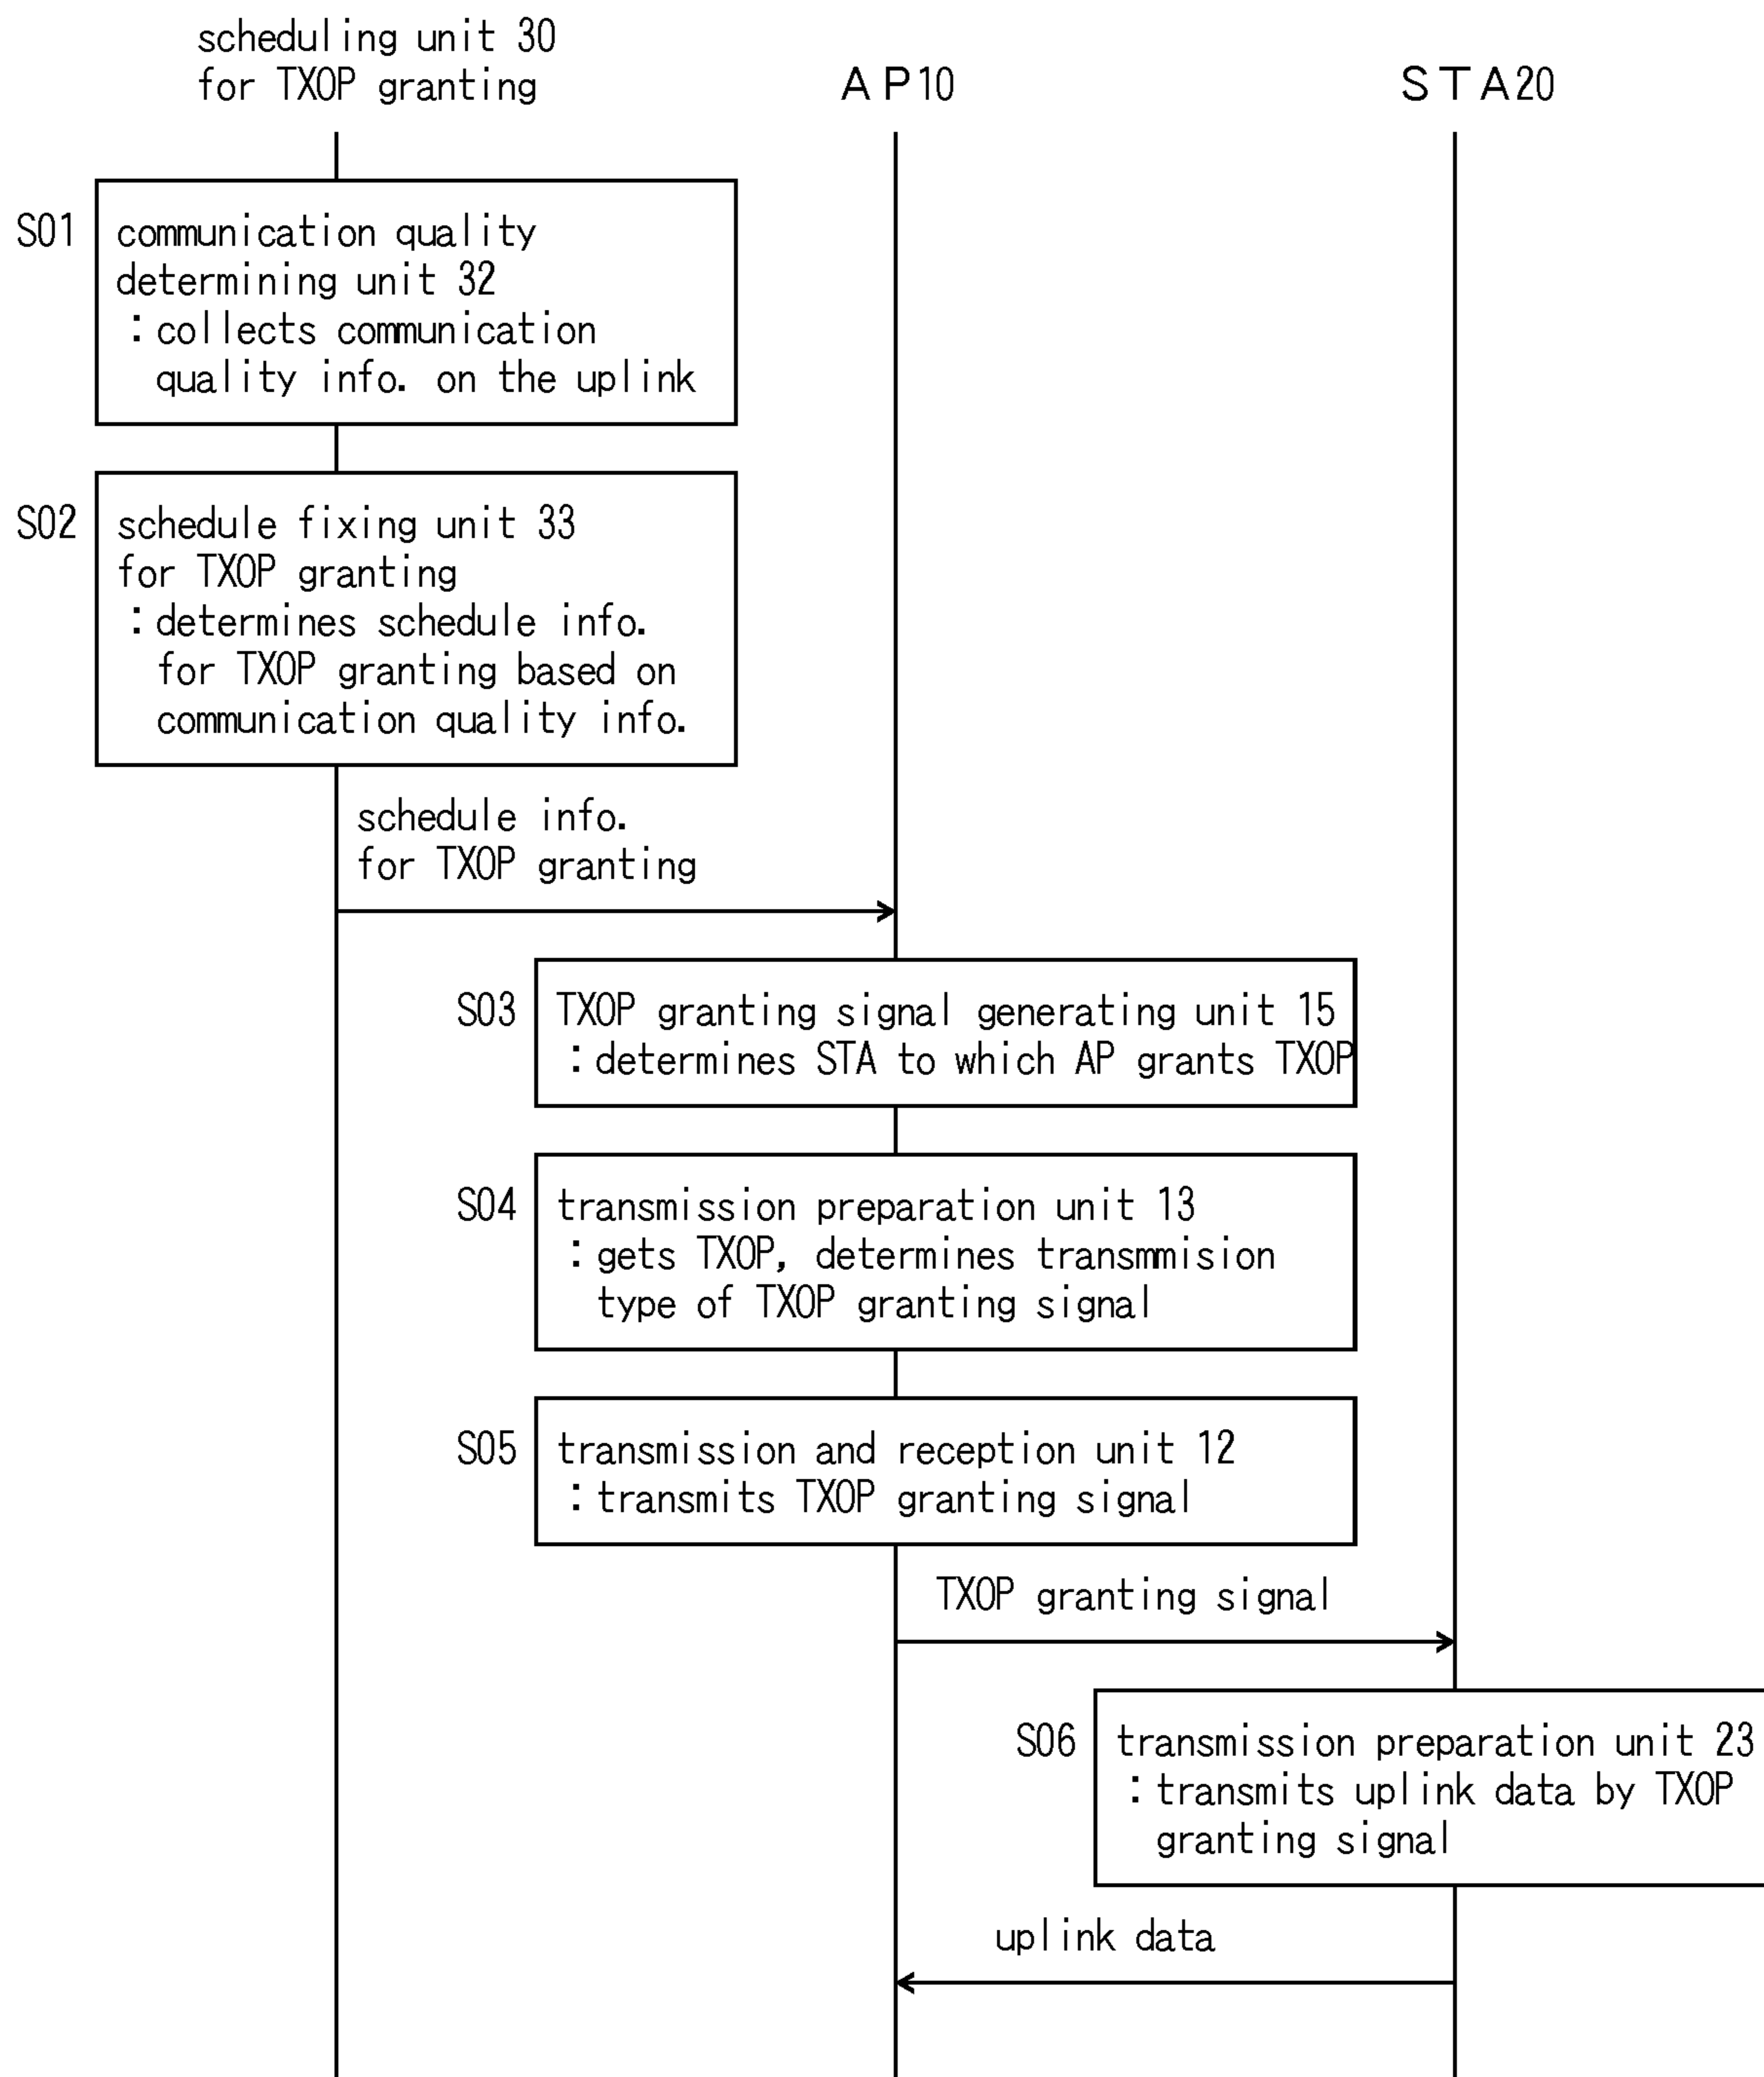 scheduling unit 30
for TXOP granting
AP10
STA20
S01
communication quality
determining unit 32
:collects communication
quality info. on the uplink
S02
schedule fixing unit 33
for TXOP granting
:determines schedule info.
for TXOP granting based on
communication quality info.
schedule info.
for TXOP granting
S03
TXOP granting signal generating unit 15
:determines STA to which AP grants TXOP
S04
transmission preparation unit 13
:gets TXOP, determines transmmision
type of TXOP granting signal
S05
transmission and reception unit 12
:transmits TXOP granting signal
TXOP granting signal
S06
transmission preparation unit 23
:transmits uplink data by TXOP
granting signal
uplink data